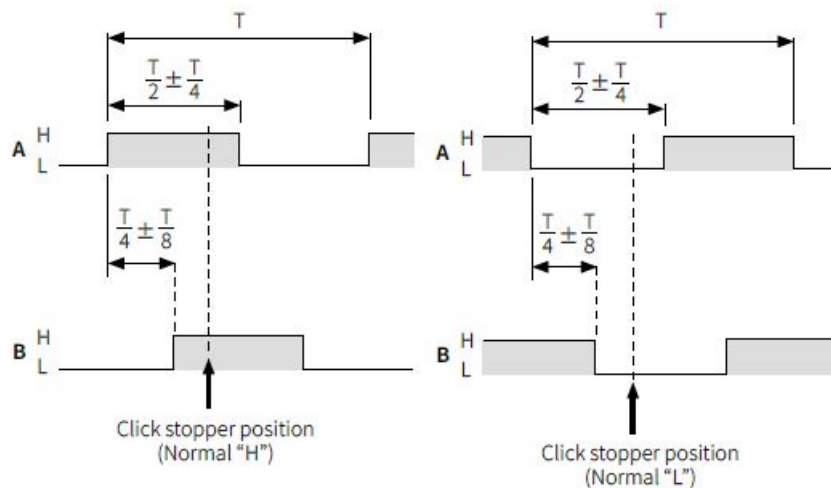 T
T/2 ± T/4
A H
L
T/4 ± T/8
B H
L
Click stopper position
(Normal “H”)
T
T/2 ± T/4
A H
L
T/4 ± T/8
B H
L
Click stopper position
(Normal “L”)